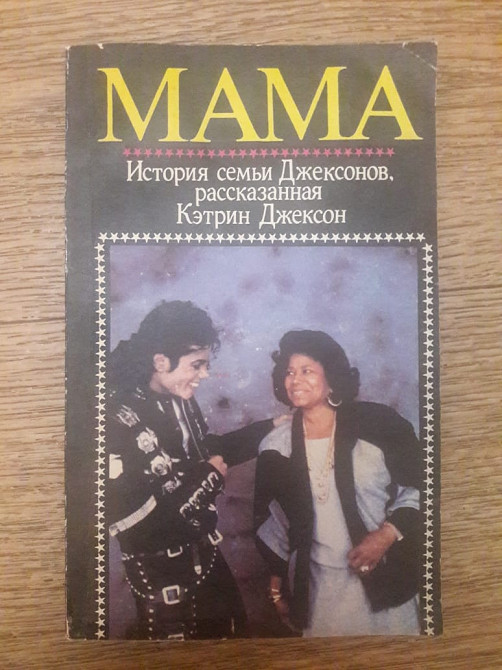 МАМА
История семьи Джексонов,
рассказанная
Кэтрин Джексон